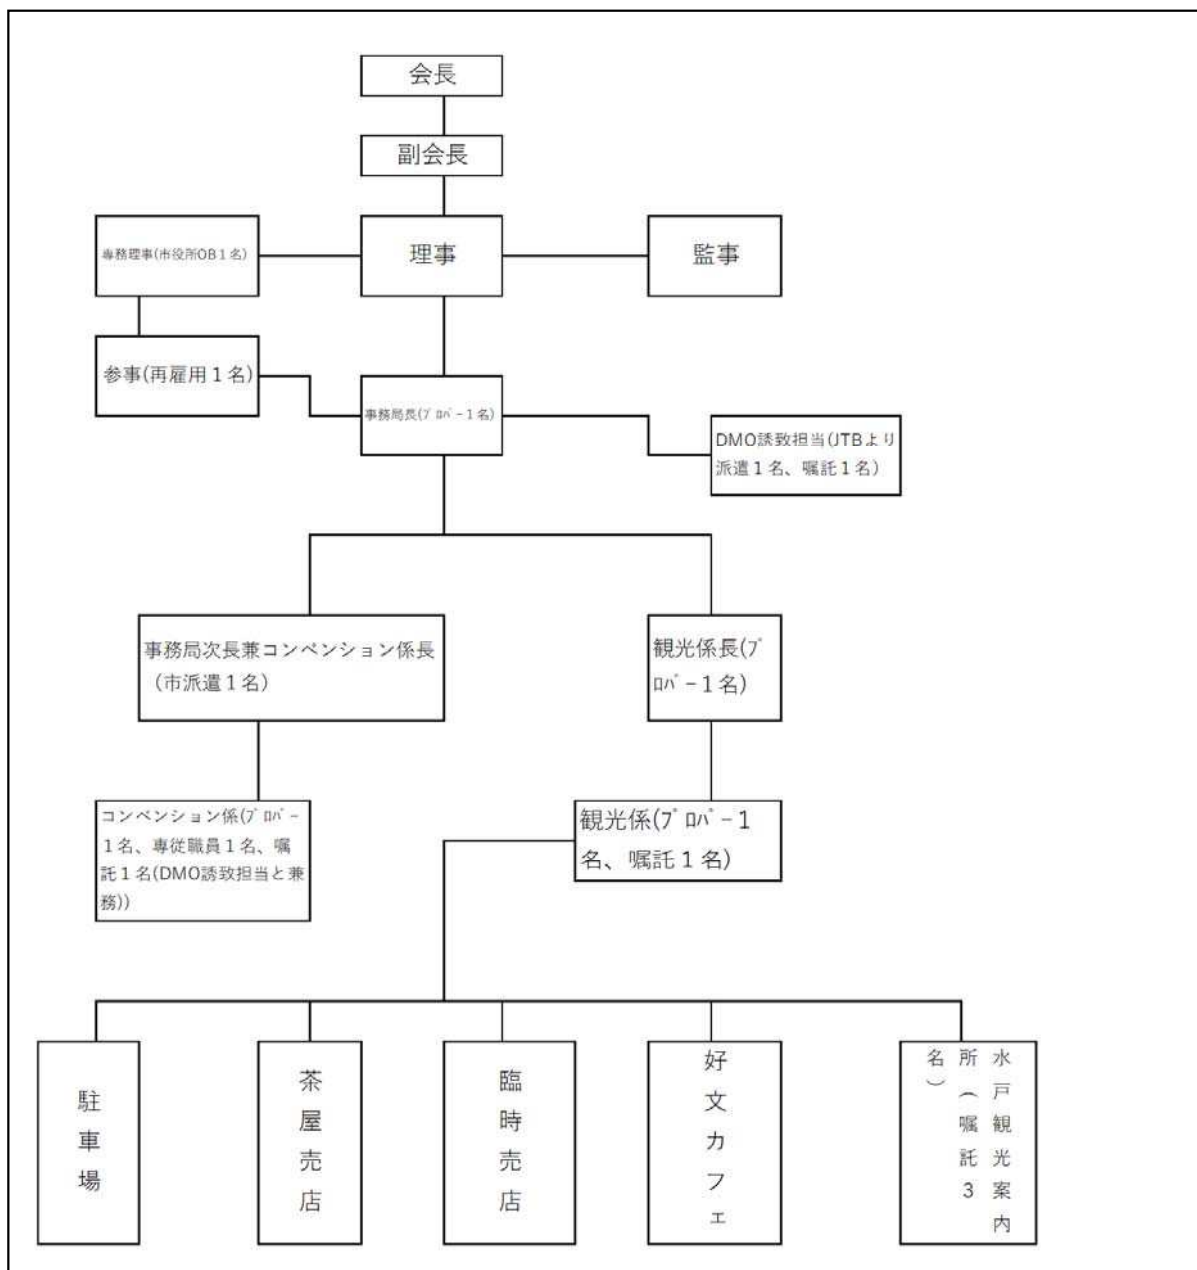 会長
副会長
専務理事(市役所OB１名)
理事
監事
参事(再雇用１名)
事務局長(ﾌﾟﾛﾊﾟｰ１名)
DMO誘致担当(JTBより
派遣１名、嘱託１名)
事務局次長兼コンベンション係長
（市派遣１名）
観光係長(ﾌﾟ
ﾛﾊﾟｰ１名)
コンベンション係(ﾌﾟﾛﾊﾟｰ
１名、専従職員１名、嘱
託１名(DMO誘致担当と兼
務))
観光係(ﾌﾟﾛﾊﾟｰ１
名、嘱託１名)
駐車場
茶屋売店
臨時売店
好文カフェ
水戸観光案内
所（嘱託３
名）